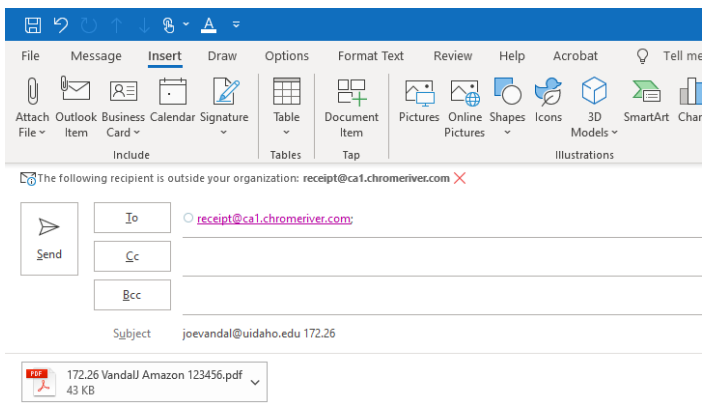 File Message Insert Draw Options Format Text Review Help Acrobat Tell me
Attach File Outlook Item Business Card Calendar Signature Table Document Item Pictures Online Pictures Shapes Icons 3D Models SmartArt Char
Include Tables Tap Illustrations
The following recipient is outside your organization: receipt@ca1.chromeriver.com
To receipt@ca1.chromeriver.com;
Send Cc
Bcc
Subject joevandal@uidaho.edu 172.26
PDF 172.26 VandalJ Amazon 123456.pdf
43 KB